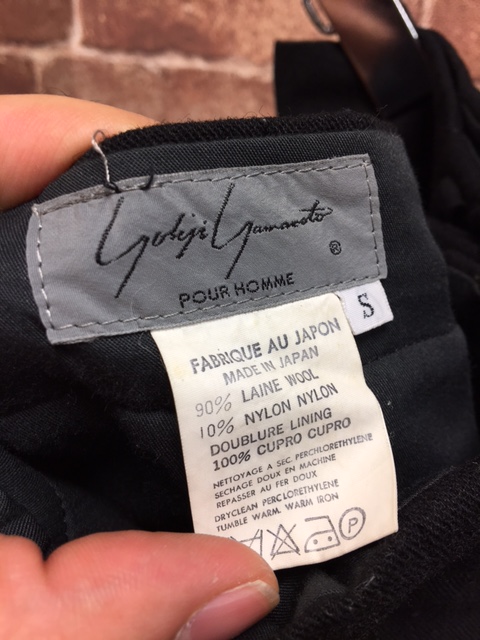 Yohji Yamamoto
®
POUR HOMME
S
FABRIQUE AU JAPON
MADE IN JAPAN
90% LAINE WOOL
10% NYLON NYLON
DOUBLURE LINING
100% CUPRO CUPRO
NETTOYAGE A SEC. PERCHLORETHYLENE
SECHAGE DOUX EN MACHINE
REPASSER AU FER DOUX
DRYCLEAN PERCLORETHYLENE
TUMBLE WARM. WARM IRON
P